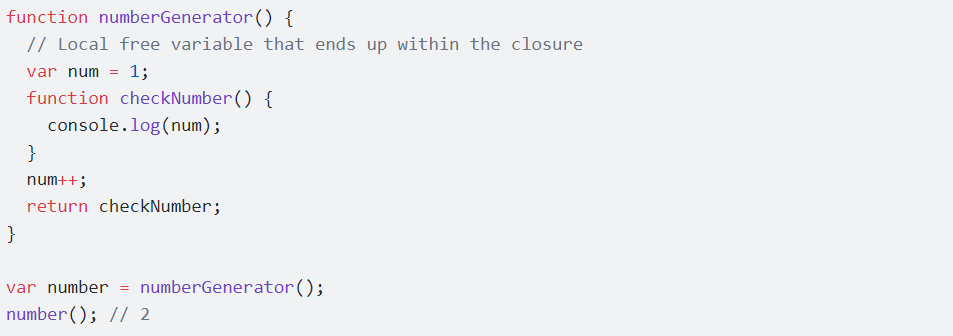 function numberGenerator() {
  // Local free variable that ends up within the closure
  var num = 1;
  function checkNumber() {
    console.log(num);
  }
  num++;
  return checkNumber;
}

var number = numberGenerator();
number(); // 2